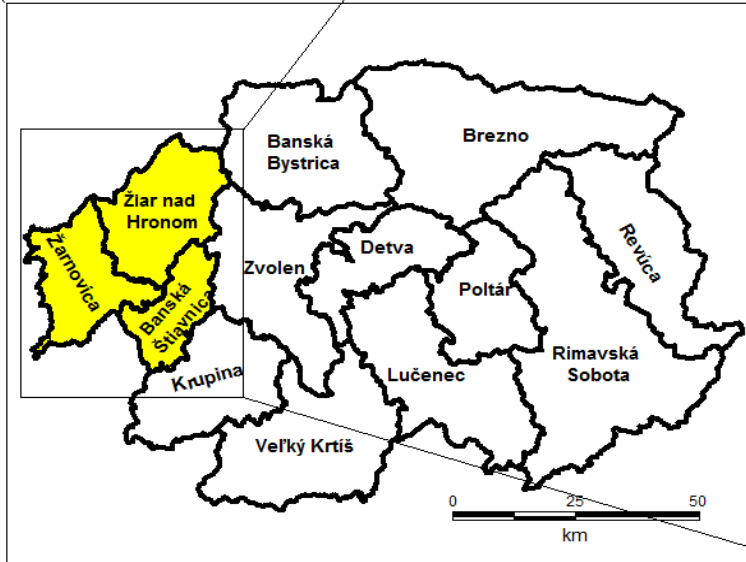 Banská
Bystrica
Brezno
Žiar nad
Hronom
Žarnovica
Banská
Štiavnica
Zvolen
Detva
Poltár
Revúca
Rimavská
Sobota
Lučenec
Krupina
Veľký Krtíš
0 25 50
km